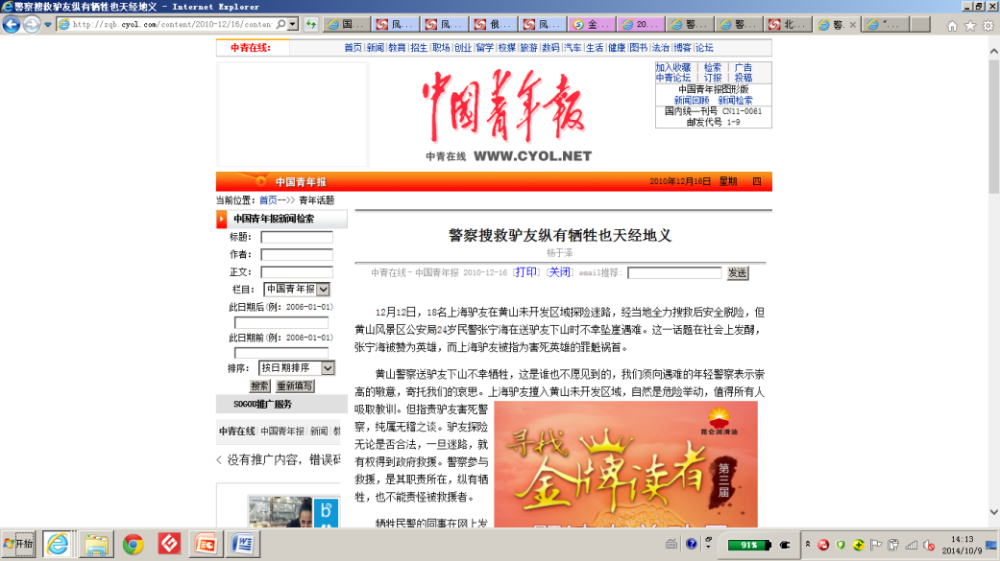 警察搜救驴友纵有牺牲也天经地义 - Internet Explorer
http://zqb.cyol.com/content/2010-12/16/conten
国... 凤... 凤... 俄... 凤... 金... 20... 警... 警... 北... 警...
中青在线:
首页|新闻|教育|招生|职场|创业|留学|校媒|旅游|数码|汽车|生活|健康|图书|法治|博客|论坛
加入收藏 | 检索 | 广告
中青论坛 | 订报 | 投稿
中国青年报图形版
新闻回顾 新闻检索
国内统一刊号 CN11-0061
邮发代号 1-9
中国青年报
中青在线 WWW.CYOL.NET
中国青年报
2010年12月16日 星期 四
当前位置: 首页-->> 青年话题
中国青年报新闻检索
标题:
作者:
正文:
栏目: 中国青年报
此日期后(例: 2006-01-01)
此日期前(例: 2006-01-01)
排序: 按日期排序
搜索 重新填写
SOGOU推广服务
中青在线|中国青年报|新闻|教
没有推广内容，错误码
警察搜救驴友纵有牺牲也天经地义
杨于泽
中青在线-中国青年报 2010-12-16 [打印] [关闭] email推荐: 发送
12月12日，18名上海驴友在黄山未开发区域探险迷路，经当地全力搜救后安全脱险，但
黄山风景区公安局24岁民警张宁海在送驴友下山时不幸坠崖遇难。这一话题在社会上发酵，
张宁海被赞为英雄，而上海驴友被指为害死英雄的罪魁祸首。
黄山警察送驴友下山不幸牺牲，这是谁也不愿见到的，我们须向遇难的年轻警察表示崇
高的敬意，寄托我们的哀思。上海驴友擅入黄山未开发区域，自然是危险举动，值得所有人
吸取教训。但指责驴友害死警
察，纯属无稽之谈。驴友探险
无论是否合法，一旦迷路，就
有权得到政府救援。警察参与
救援，是其职责所在，纵有牺
牲，也不能责怪被救援者。
牺牲民警的同事在网上发
昆仑润滑油
寻找
金牌读者
第三届
开始
91%
14:13
2014/10/9